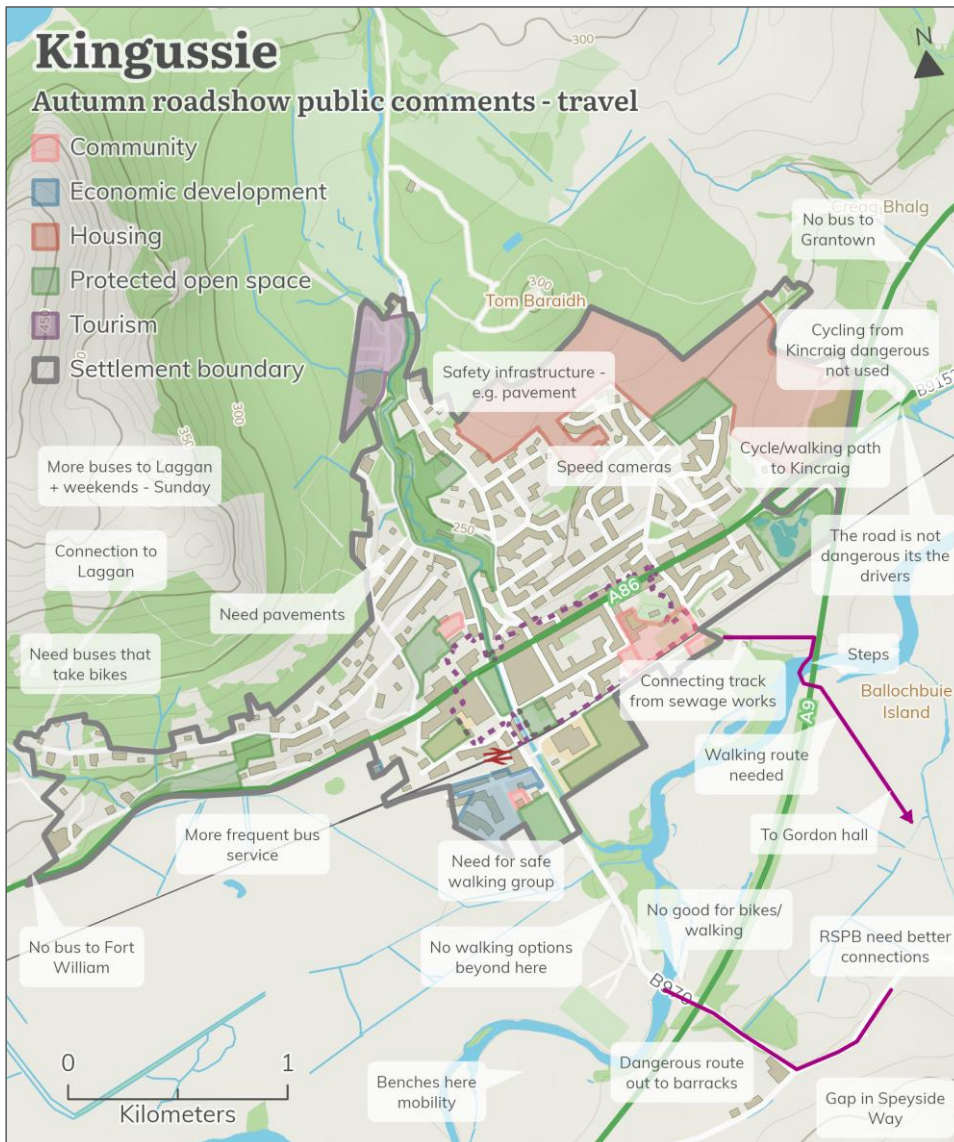 Kingussie
Autumn roadshow public comments - travel
Community
Economic development
Housing
Protected open space
Tourism
Settlement boundary
N
300
Creag Bhalg
No bus to
Grantown
300
Tom Baraidh
450
Cycling from
Kincraig dangerous
not used
Safety infrastructure -
e.g. pavement
B9152
300
350
More buses to Laggan
+ weekends - Sunday
Speed cameras
Cycle/walking path
to Kincraig
250
Connection to
Laggan
The road is not
dangerous its the
drivers
A86
Need pavements
Need buses that
take bikes
Steps
Connecting track
from sewage works
Ballochbuie
Island
A9
Walking route
needed
More frequent bus
service
To Gordon hall
Need for safe
walking group
No good for bikes/
walking
No bus to Fort
William
No walking options
beyond here
RSPB need better
connections
B970
0
1
Kilometers
Benches here
mobility
Dangerous route
out to barracks
Gap in Speyside
Way